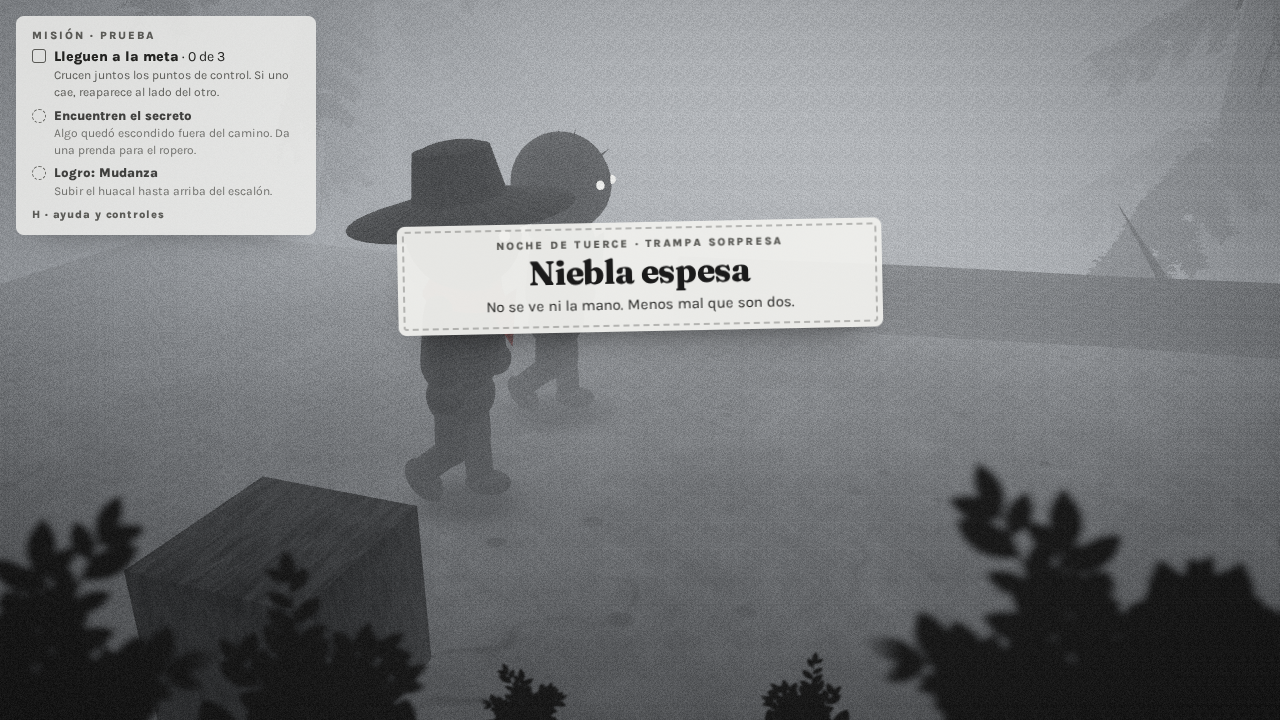 MISIÓN · PRUEBA
Lleguen a la meta · 0 de 3
Crucen juntos los puntos de control. Si uno
cae, reaparece al lado del otro.
Encuentren el secreto
Algo quedó escondido fuera del camino. Da
una prenda para el ropero.
Logro: Mudanza
Subir el huacal hasta arriba del escalón.
H · ayuda y controles
NOCHE DE TUERCE · TRAMPA SORPRESA
Niebla espesa
No se ve ni la mano. Menos mal que son dos.